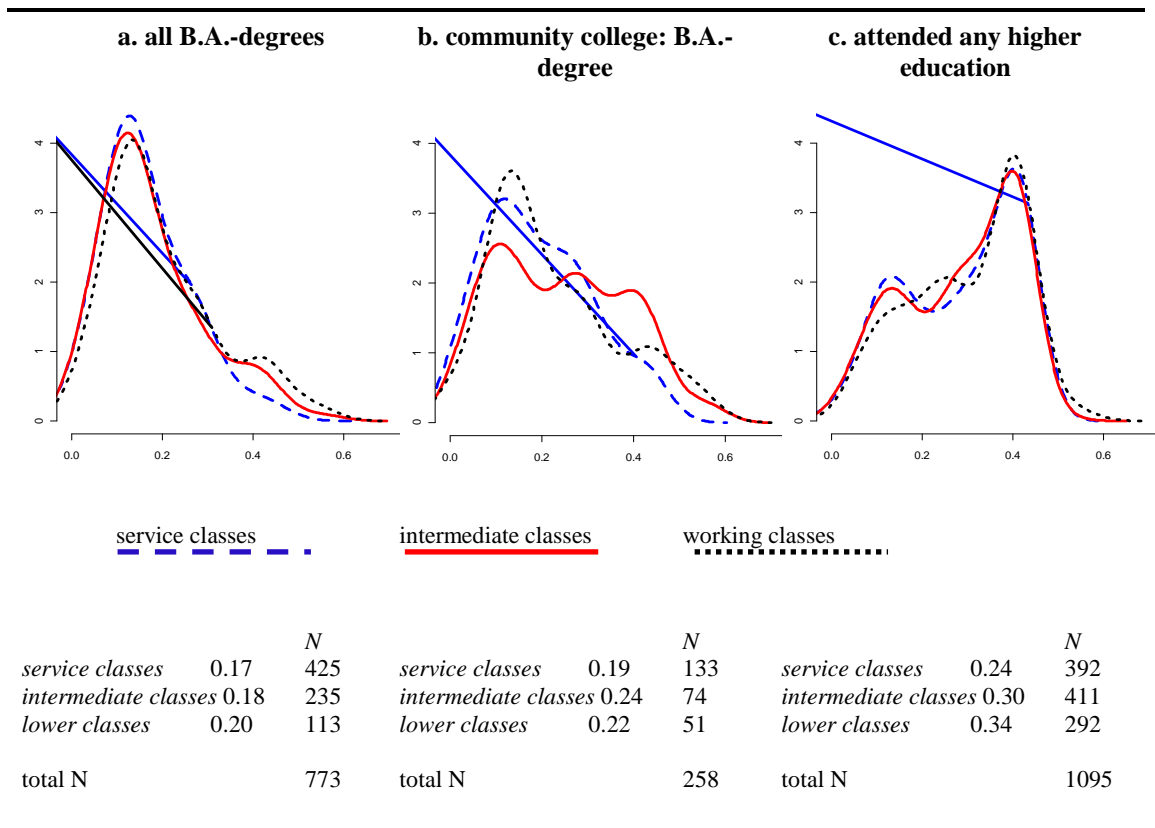 a. all B.A.-degrees
b. community college: B.A.-
degree
c. attended any higher
education
0 1 2 3 4
0.0 0.2 0.4 0.6
0 1 2 3 4
0.0 0.2 0.4 0.6
0 1 2 3 4
0.0 0.2 0.4 0.6
service classes intermediate classes working classes
N N N
service classes 0.17 425 service classes 0.19 133 service classes 0.24 392
intermediate classes 0.18 235 intermediate classes 0.24 74 intermediate classes 0.30 411
lower classes 0.20 113 lower classes 0.22 51 lower classes 0.34 292
total N 773 total N 258 total N 1095